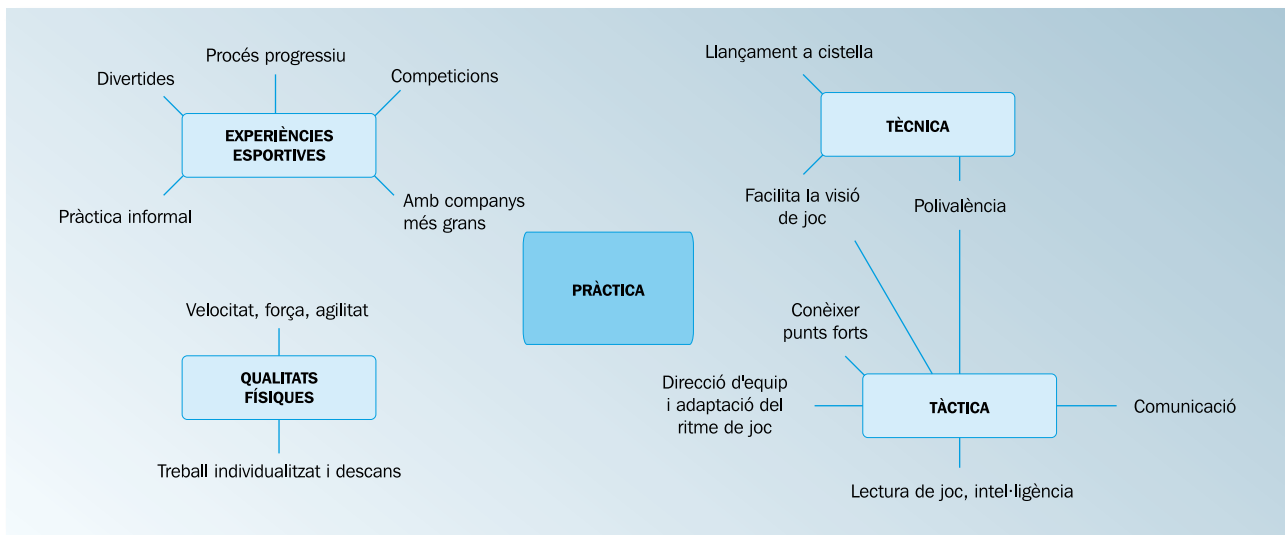 Procés progressiu
Divertides
Competicions
EXPERIÈNCIES
ESPORTIVES
Pràctica informal
Amb companys
més grans
Llançament a cistella
TÈCNICA
Facilita la visió
de joc
Polivalència
PRÀCTICA
Velocitat, força, agilitat
QUALITATS
FÍSIQUES
Treball individualitzat i descans
Conèixer
punts forts
Direcció d'equip
i adaptació del
ritme de joc
TÀCTICA
Comunicació
Lectura de joc, intel·ligència